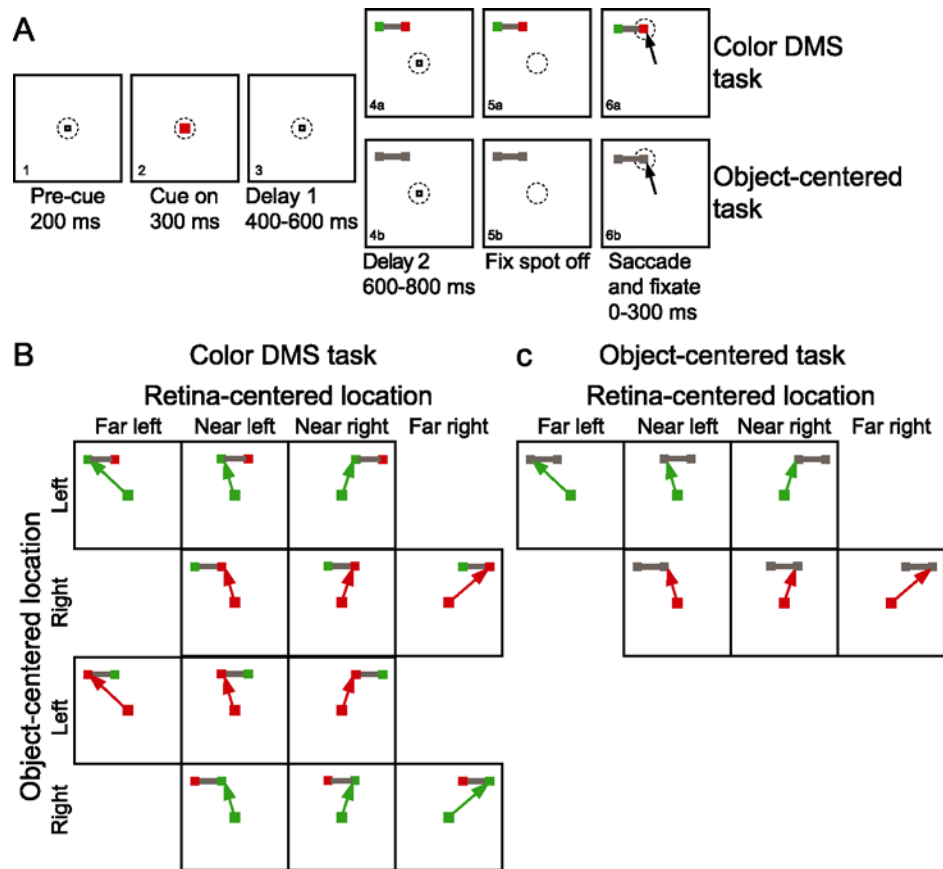 A
1
2
3
4a
5a
6a
Color DMS
task
4b
5b
6b
Object-centered
task
Pre-cue
200 ms
Cue on
300 ms
Delay 1
400-600 ms
Delay 2
600-800 ms
Fix spot off
Saccade
and fixate
0-300 ms
B
Color DMS task
Retina-centered location
Far left
Near left
Near right
Far right
Object-centered location
Left
Right
Left
Right
c
Object-centered task
Retina-centered location
Far left
Near left
Near right
Far right